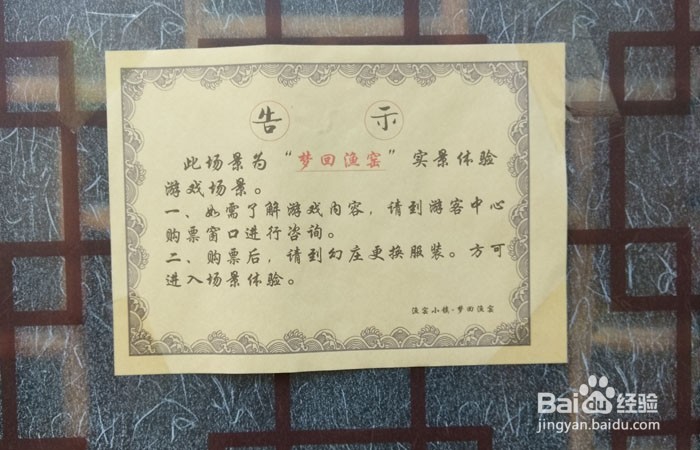 告 示
此场景为“梦回渔窑”实景体验
游戏场景。
一、如需了解游戏内容，请到游客中心
购票窗口进行咨询。
二、购票后，请到幻庄更换服装。方可
进入场景体验。
渔窑小镇·梦回渔窑
Baidu经验
jingyan.baidu.com